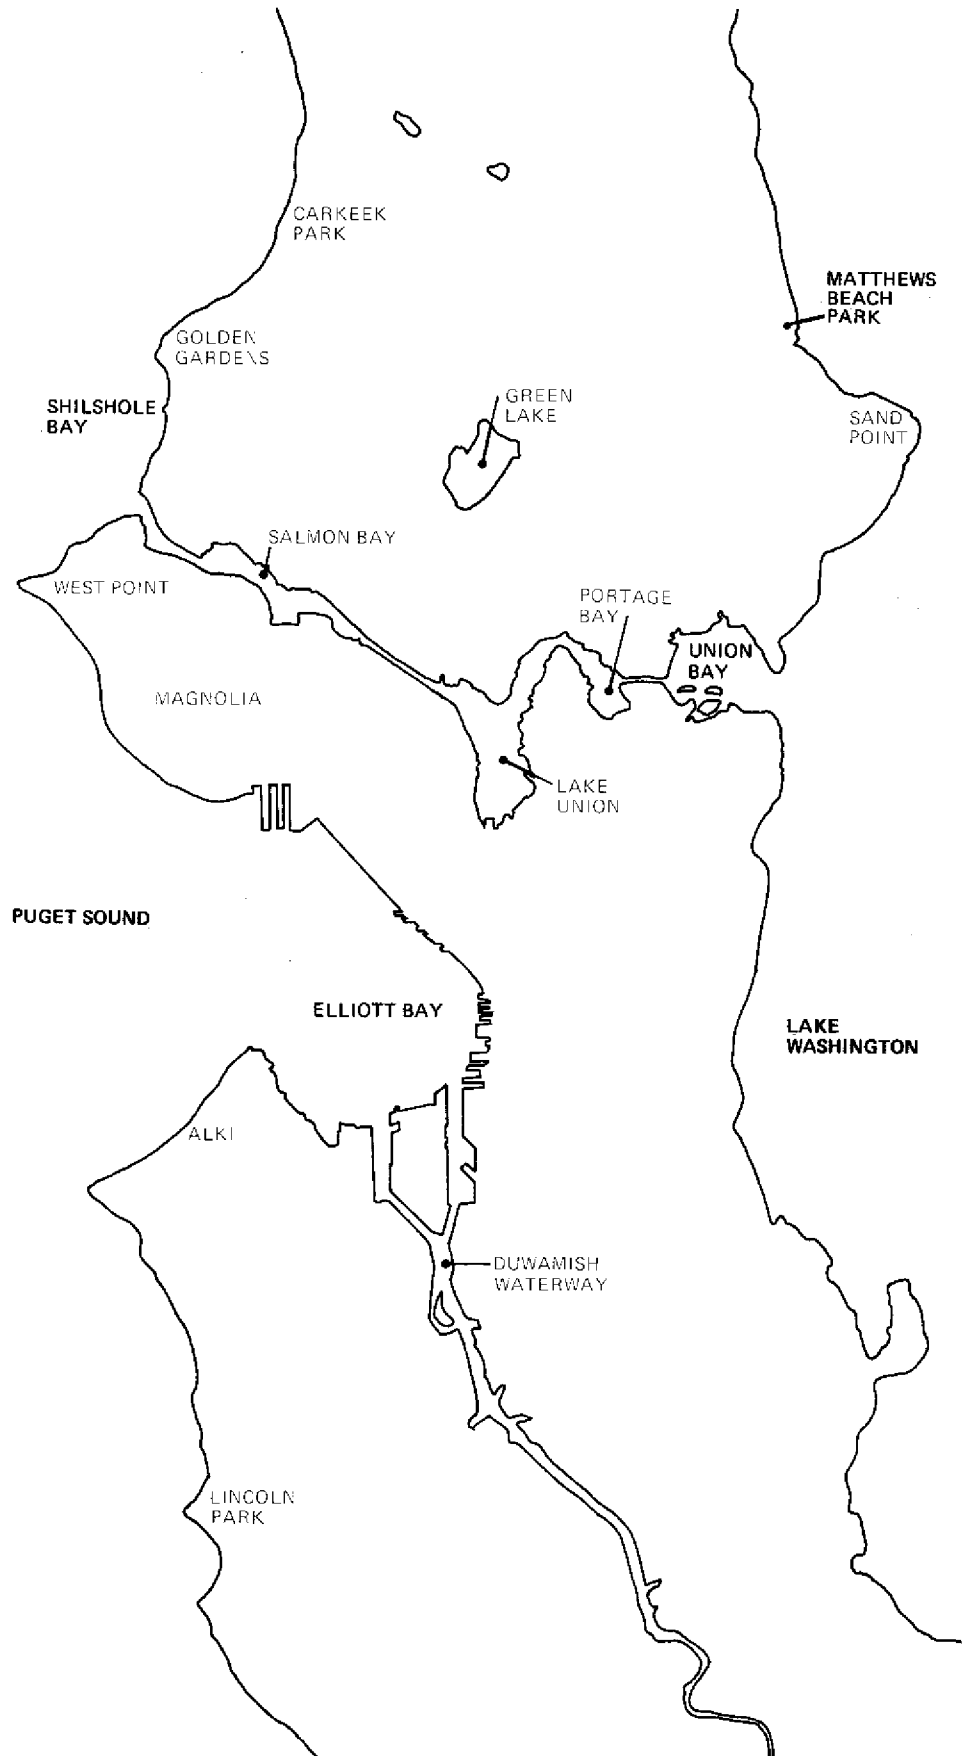 CARKEEK
PARK
MATTHEWS
BEACH
PARK
GOLDEN
GARDENS
SHILSHOLE
BAY
GREEN
LAKE
SAND
POINT
SALMON BAY
WEST POINT
PORTAGE
BAY
UNION
BAY
MAGNOLIA
LAKE
UNION
PUGET SOUND
ELLIOTT BAY
LAKE
WASHINGTON
ALKI
DUWAMISH
WATERWAY
LINCOLN
PARK